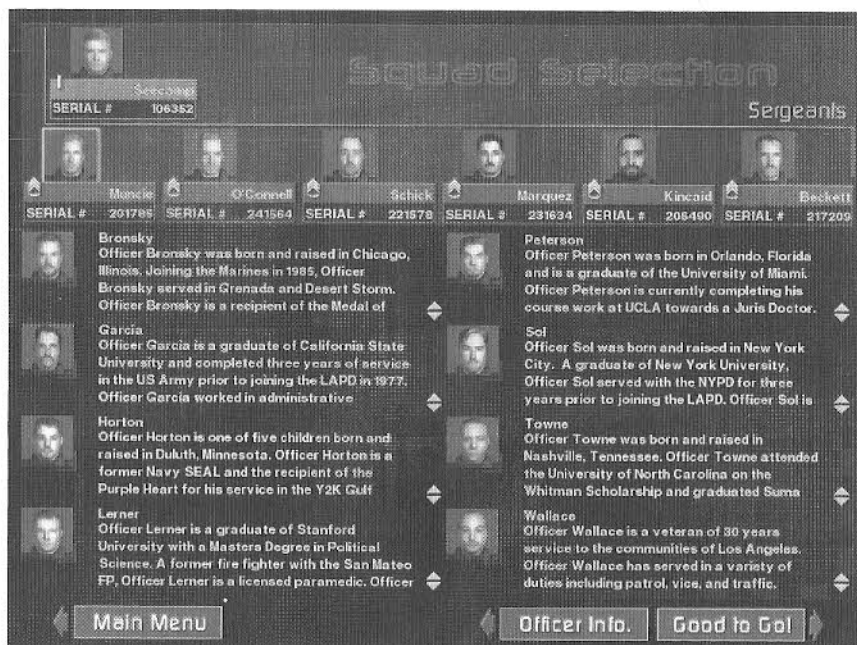 Squad Selection
Seecamp
SERIAL # 106352
Sergeants
Muncie
SERIAL # 201785
O'Connell
SERIAL # 241564
Schick
SERIAL # 221578
Marquez
SERIAL # 231634
Kincaid
SERIAL # 206490
Beckett
SERIAL # 217209
Bronsky
Officer Bronsky was born and raised in Chicago,
Illinois. Joining the Marines in 1985, Officer
Bronsky served in Grenada and Desert Storm.
Officer Bronsky is a recipient of the Medal of
Garcia
Officer Garcia is a graduate of California State
University and completed three years of service
in the US Army prior to joining the LAPD in 1977.
Officer Garcia worked in administrative
Horton
Officer Horton is one of five children born and
raised in Duluth, Minnesota. Officer Horton is a
former Navy SEAL and the recipient of the
Purple Heart for his service in the Y2K Gulf
Lerner
Officer Lerner is a graduate of Stanford
University with a Masters Degree in Political
Science. A former fire fighter with the San Mateo
FP, Officer Lerner is a licensed paramedic. Officer
Peterson
Officer Peterson was born in Orlando, Florida
and is a graduate of the University of Miami.
Officer Peterson is currently completing his
course work at UCLA towards a Juris Doctor.
Sol
Officer Sol was born and raised in New York
City. A graduate of New York University,
Officer Sol served with the NYPD for three
years prior to joining the LAPD. Officer Sol is
Towne
Officer Towne was born and raised in
Nashville, Tennessee. Officer Towne attended
the University of North Carolina on the
Whitman Scholarship and graduated Suma
Wallace
Officer Wallace is a veteran of 30 years
service to the communities of Los Angeles.
Officer Wallace has served in a variety of
duties including patrol, vice, and traffic.
Main Menu
Officer Info.
Good to Go!